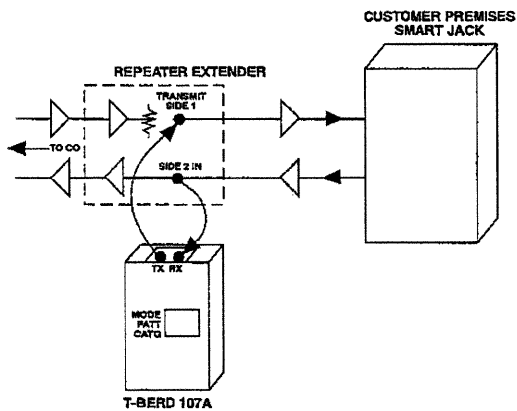 CUSTOMER PREMISES
SMART JACK
REPEATER EXTENDER
TRANSMIT
SIDE 1
TO CO
SIDE 2 IN
TX RX
MODE
PATT
CATG
T-BERD 107A